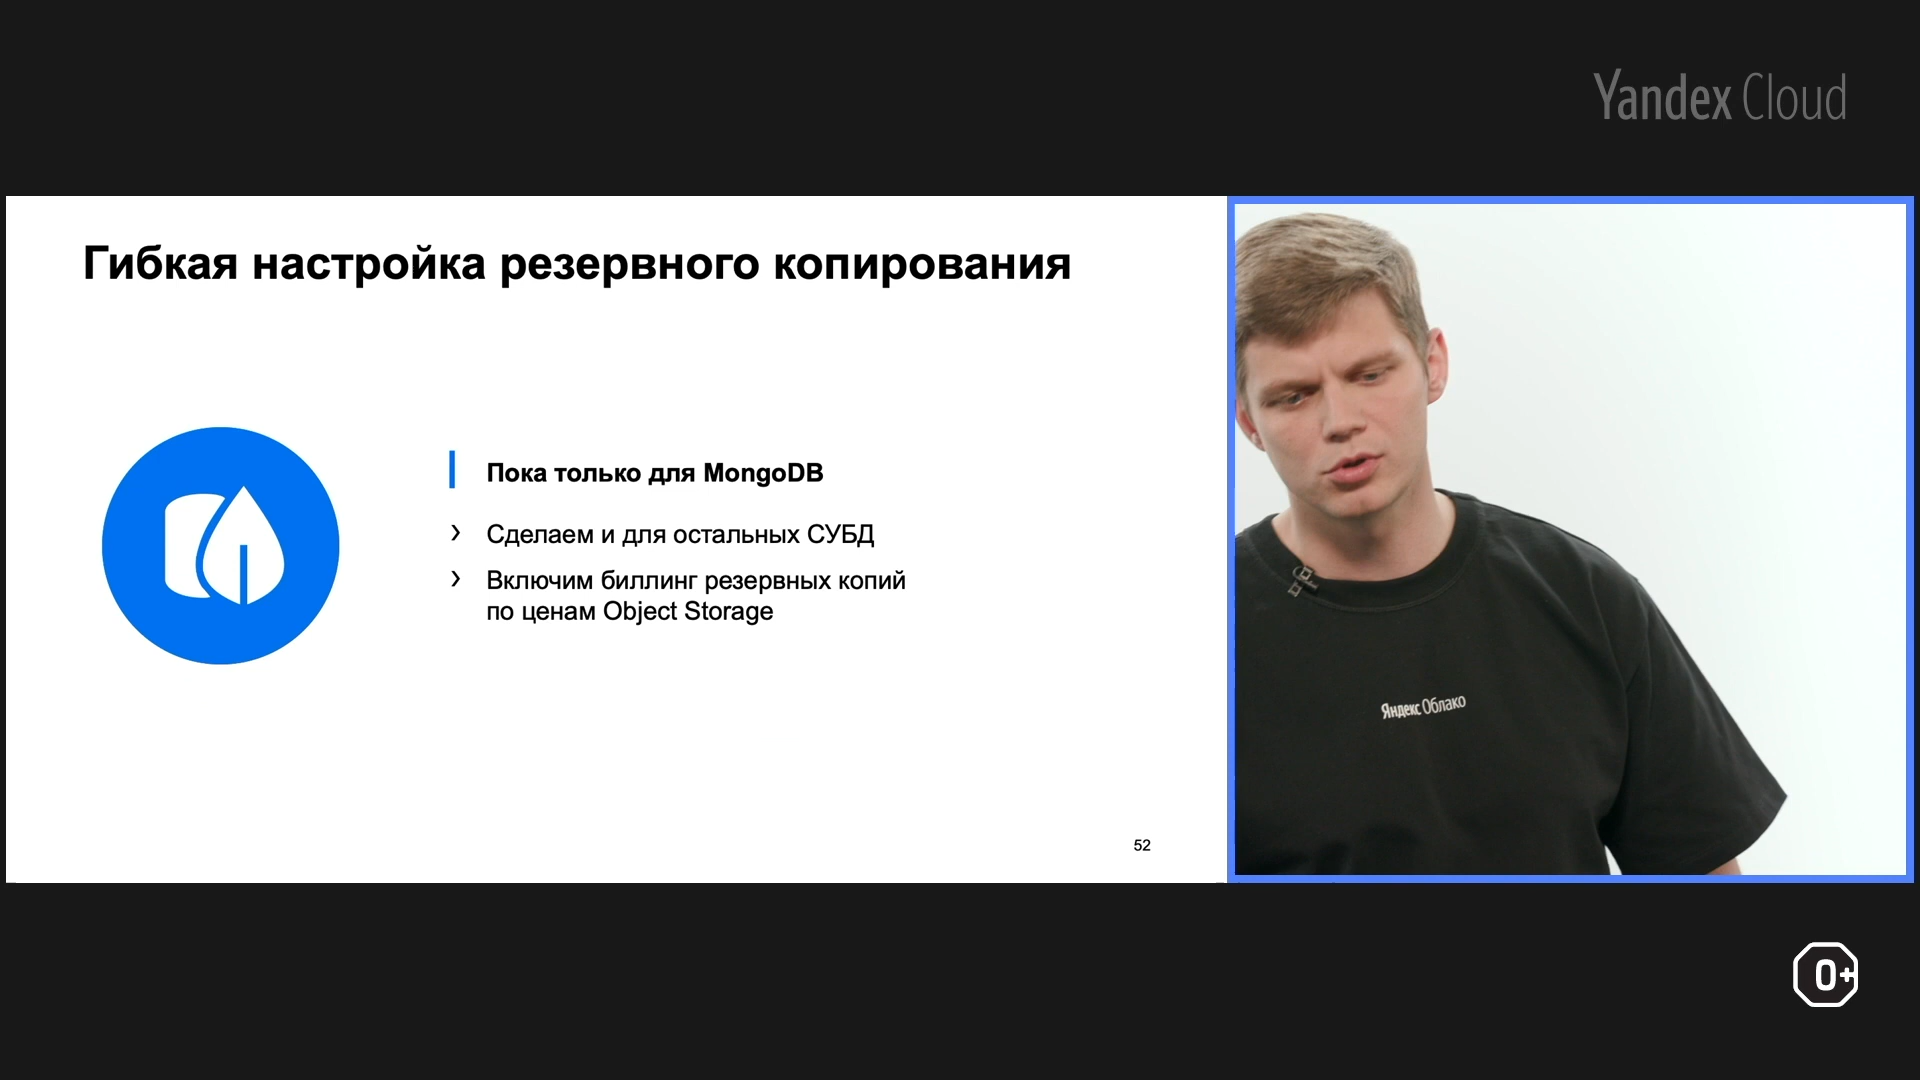 Yandex Cloud
Гибкая настройка резервного копирования
Пока только для MongoDB
› Сделаем и для остальных СУБД
› Включим биллинг резервных копий
по ценам Object Storage
52
Яндекс Облако
0+